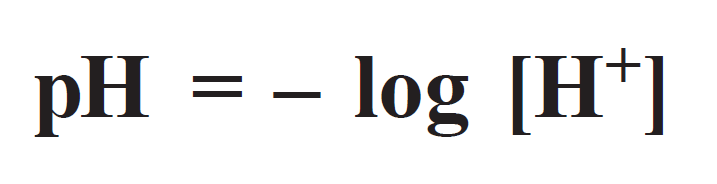 pH = – log [H⁺]